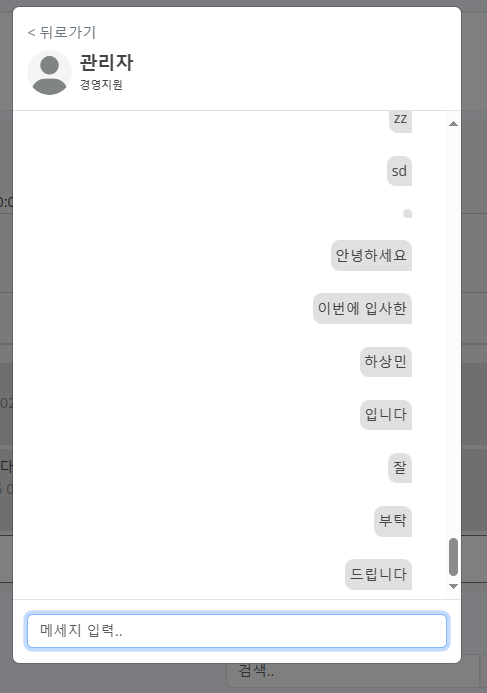 < 뒤로가기
관리자
경영지원
zz
sd
안녕하세요
이번에 입사한
하상민
입니다
잘
부탁
드립니다
메세지 입력..
검색..